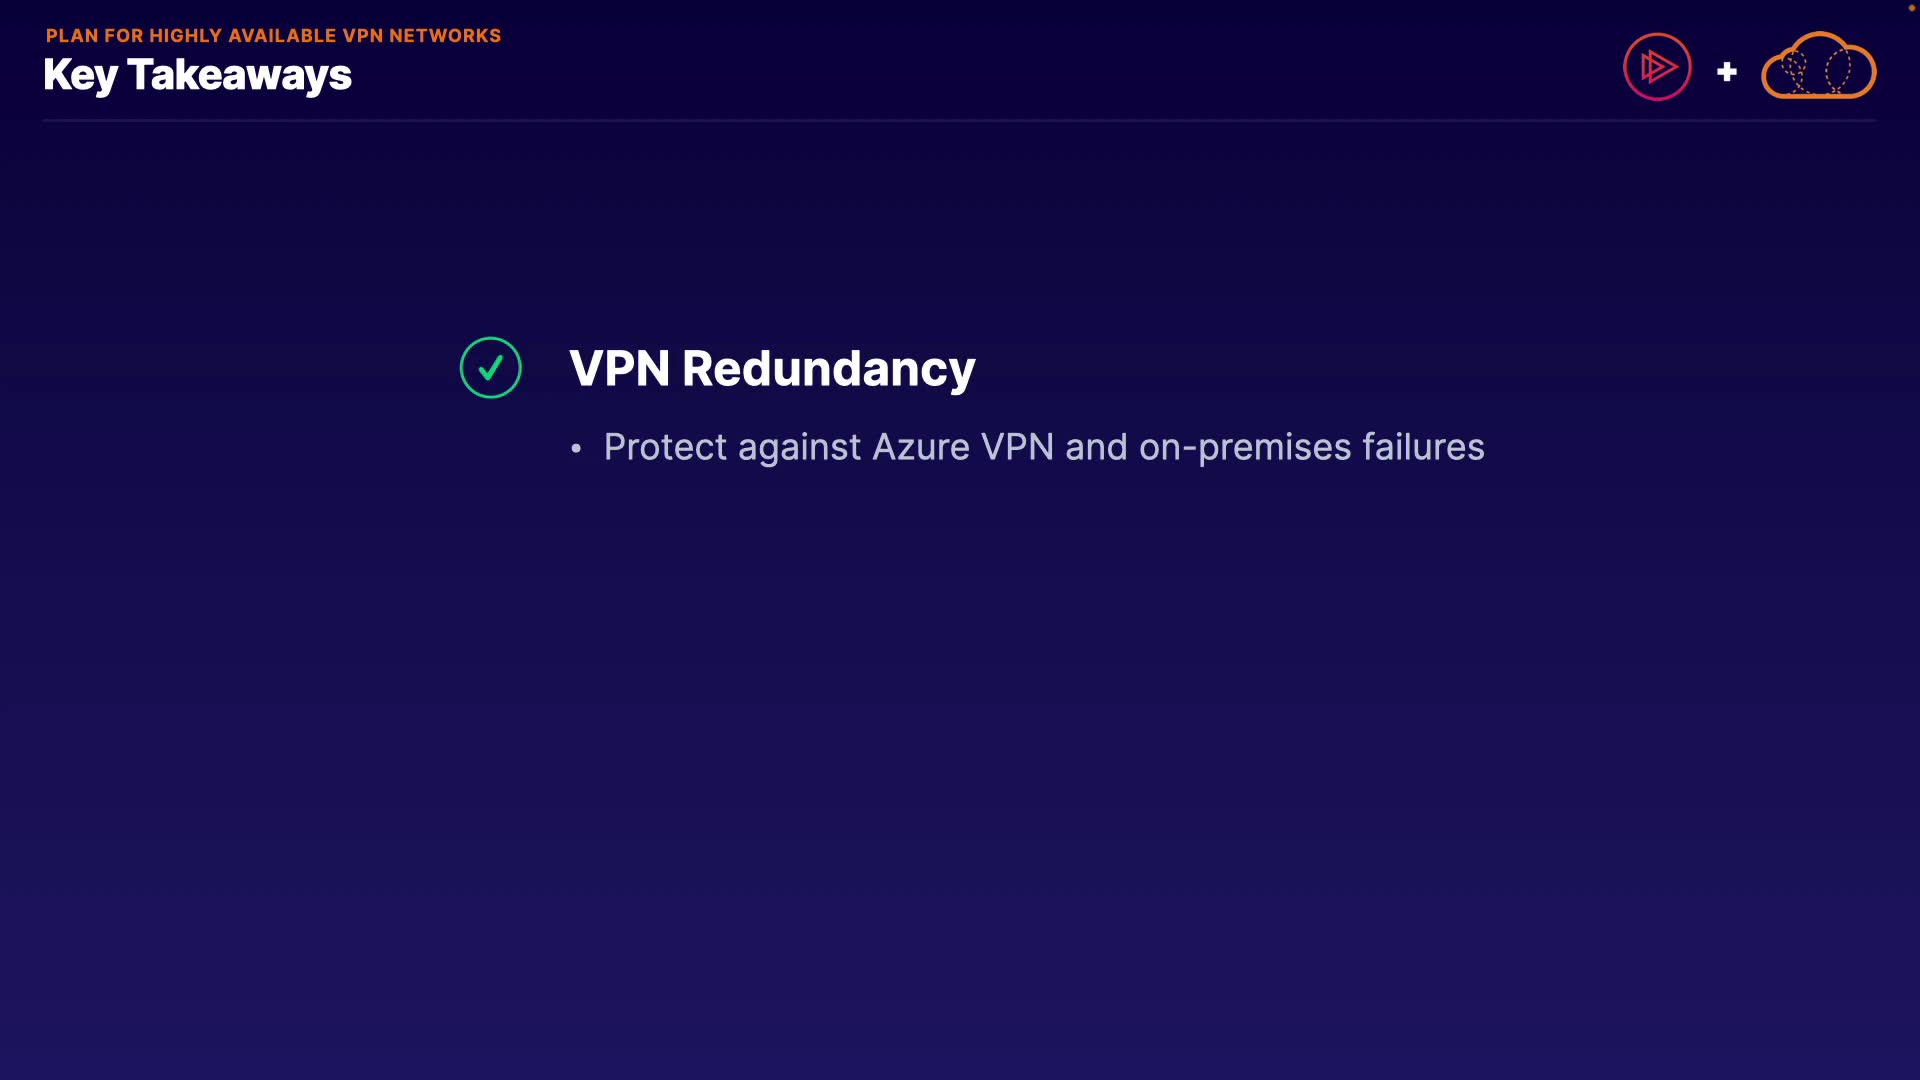 PLAN FOR HIGHLY AVAILABLE VPN NETWORKS
Key Takeaways
VPN Redundancy
• Protect against Azure VPN and on-premises failures